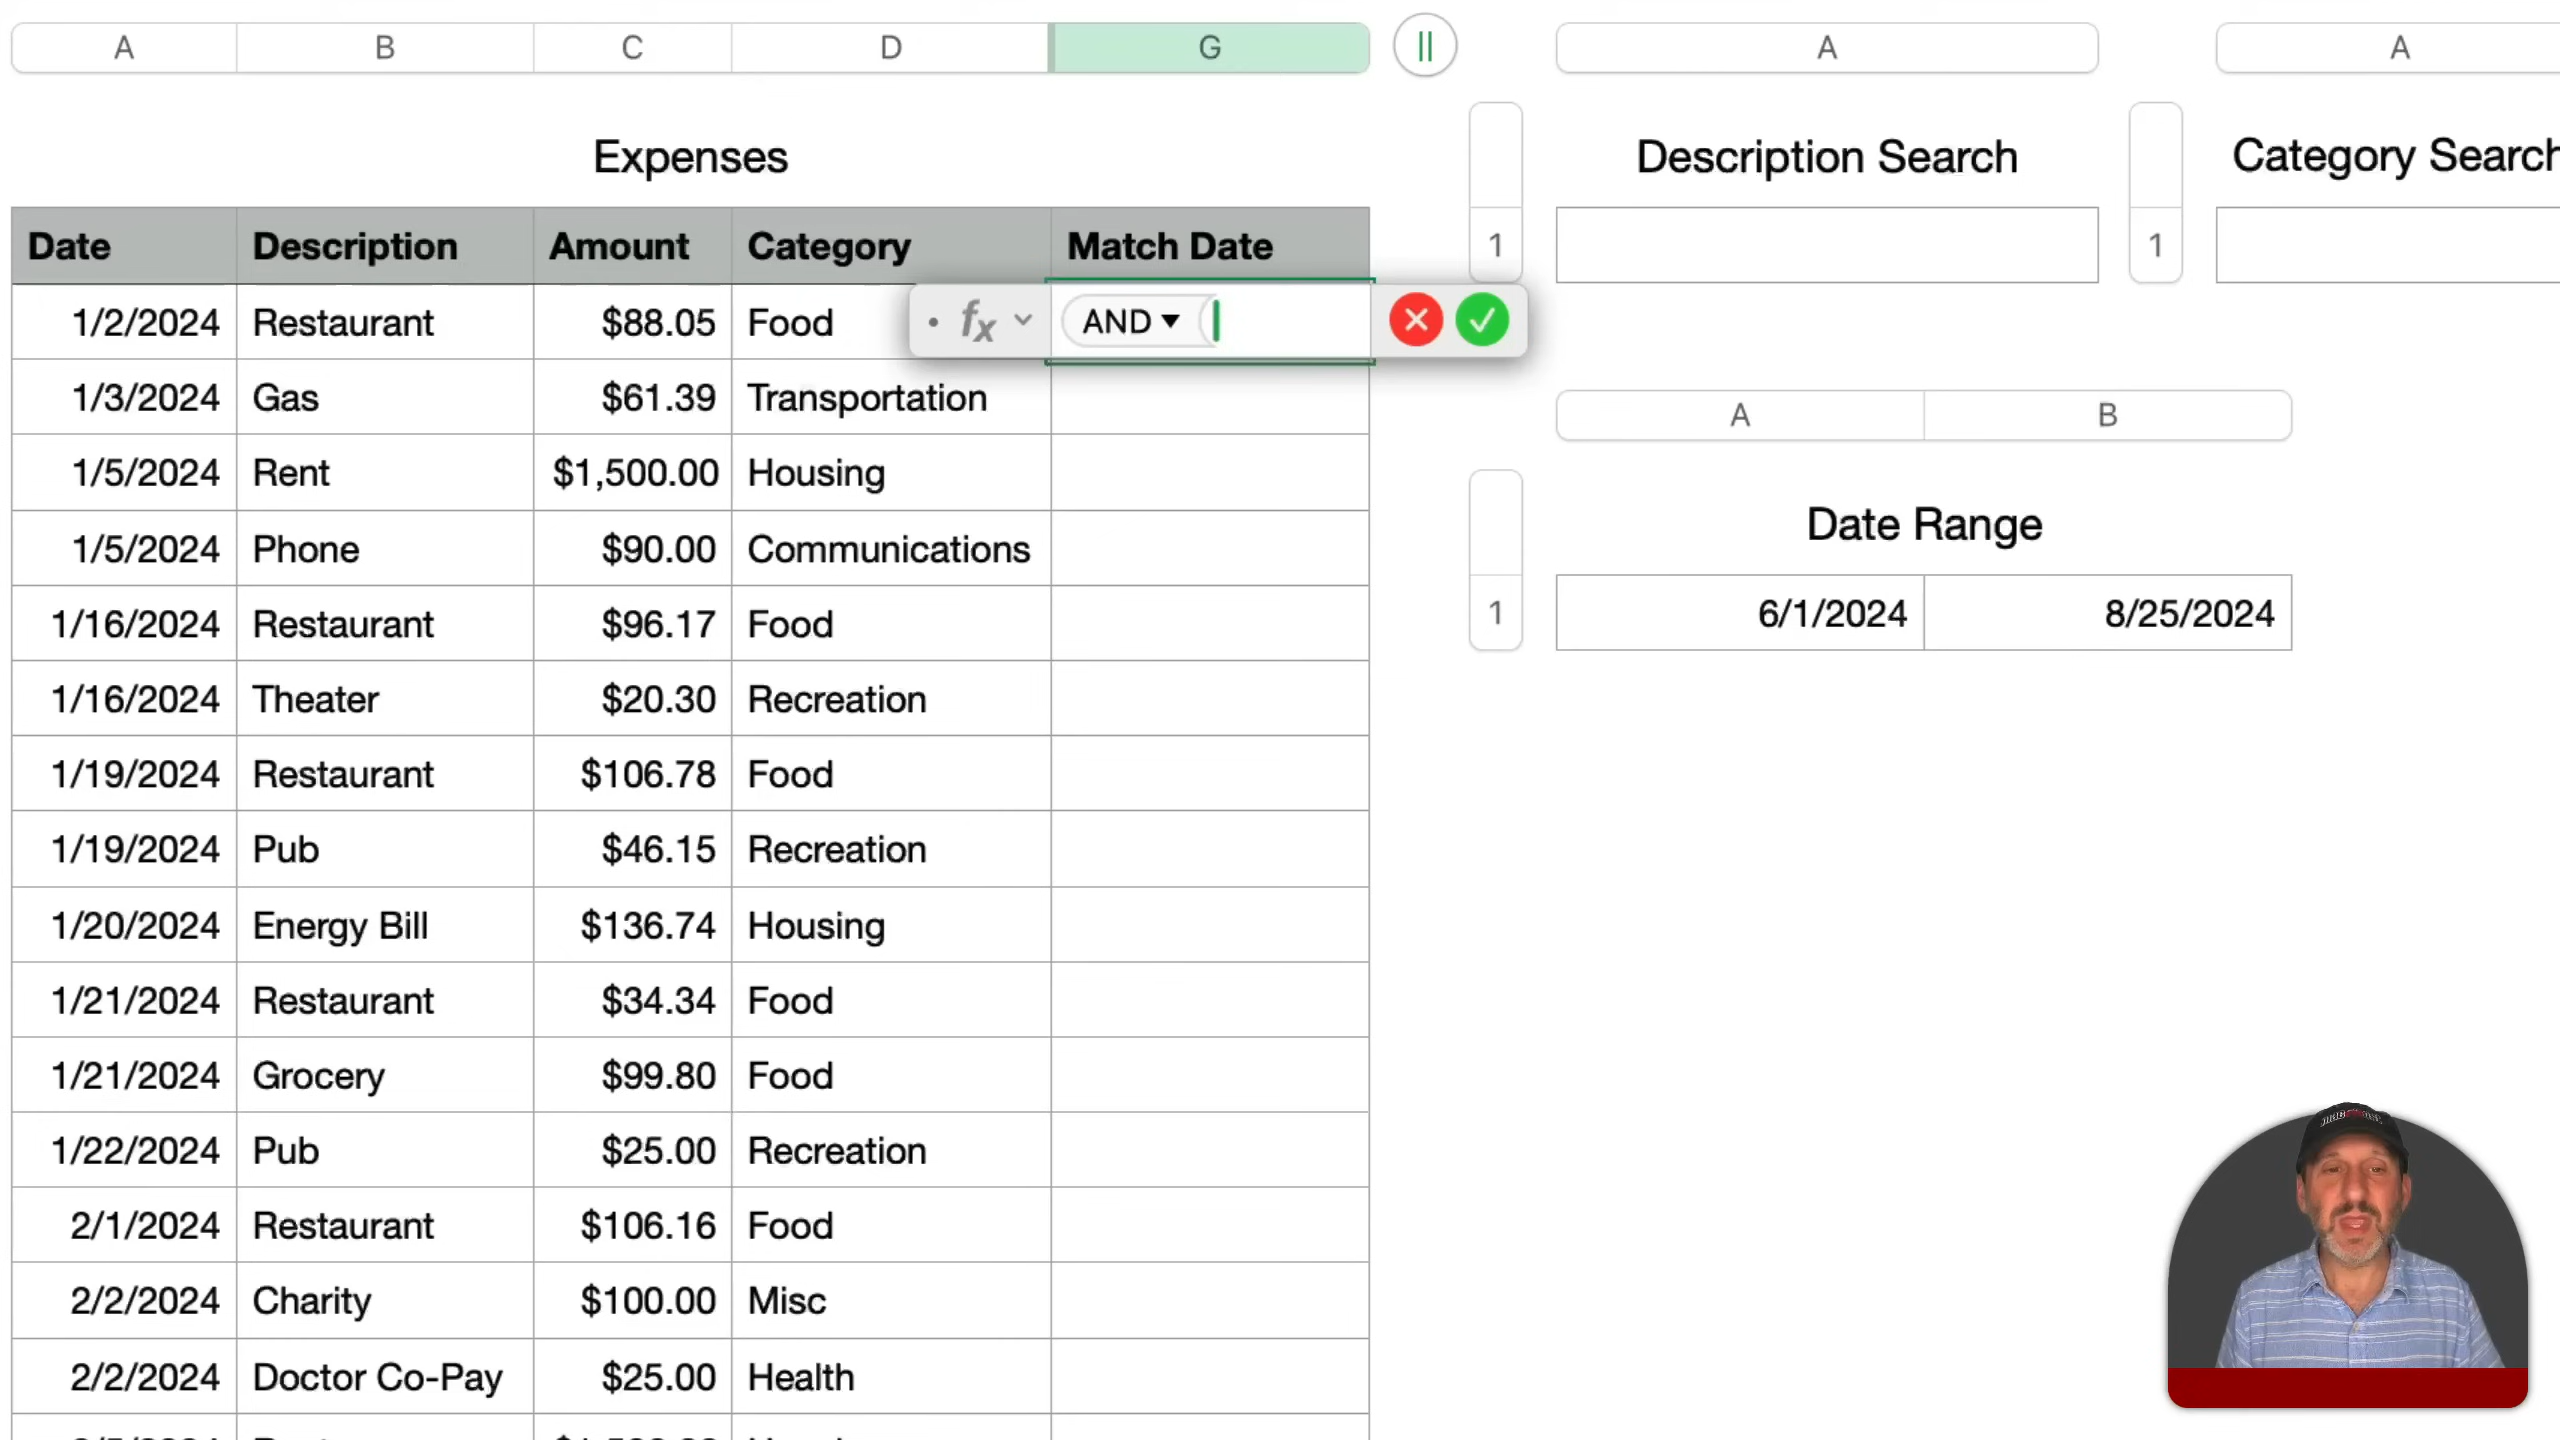 A B C D G A A
Expenses
Description Search
Category Search
Date Description Amount Category Match Date
1
1
1/2/2024 Restaurant $88.05 Food
fx AND (
1/3/2024 Gas $61.39 Transportation
A B
1/5/2024 Rent $1,500.00 Housing
Date Range
1/5/2024 Phone $90.00 Communications
1 6/1/2024 8/25/2024
1/16/2024 Restaurant $96.17 Food
1/16/2024 Theater $20.30 Recreation
1/19/2024 Restaurant $106.78 Food
1/19/2024 Pub $46.15 Recreation
1/20/2024 Energy Bill $136.74 Housing
1/21/2024 Restaurant $34.34 Food
1/21/2024 Grocery $99.80 Food
1/22/2024 Pub $25.00 Recreation
2/1/2024 Restaurant $106.16 Food
2/2/2024 Charity $100.00 Misc
2/2/2024 Doctor Co-Pay $25.00 Health